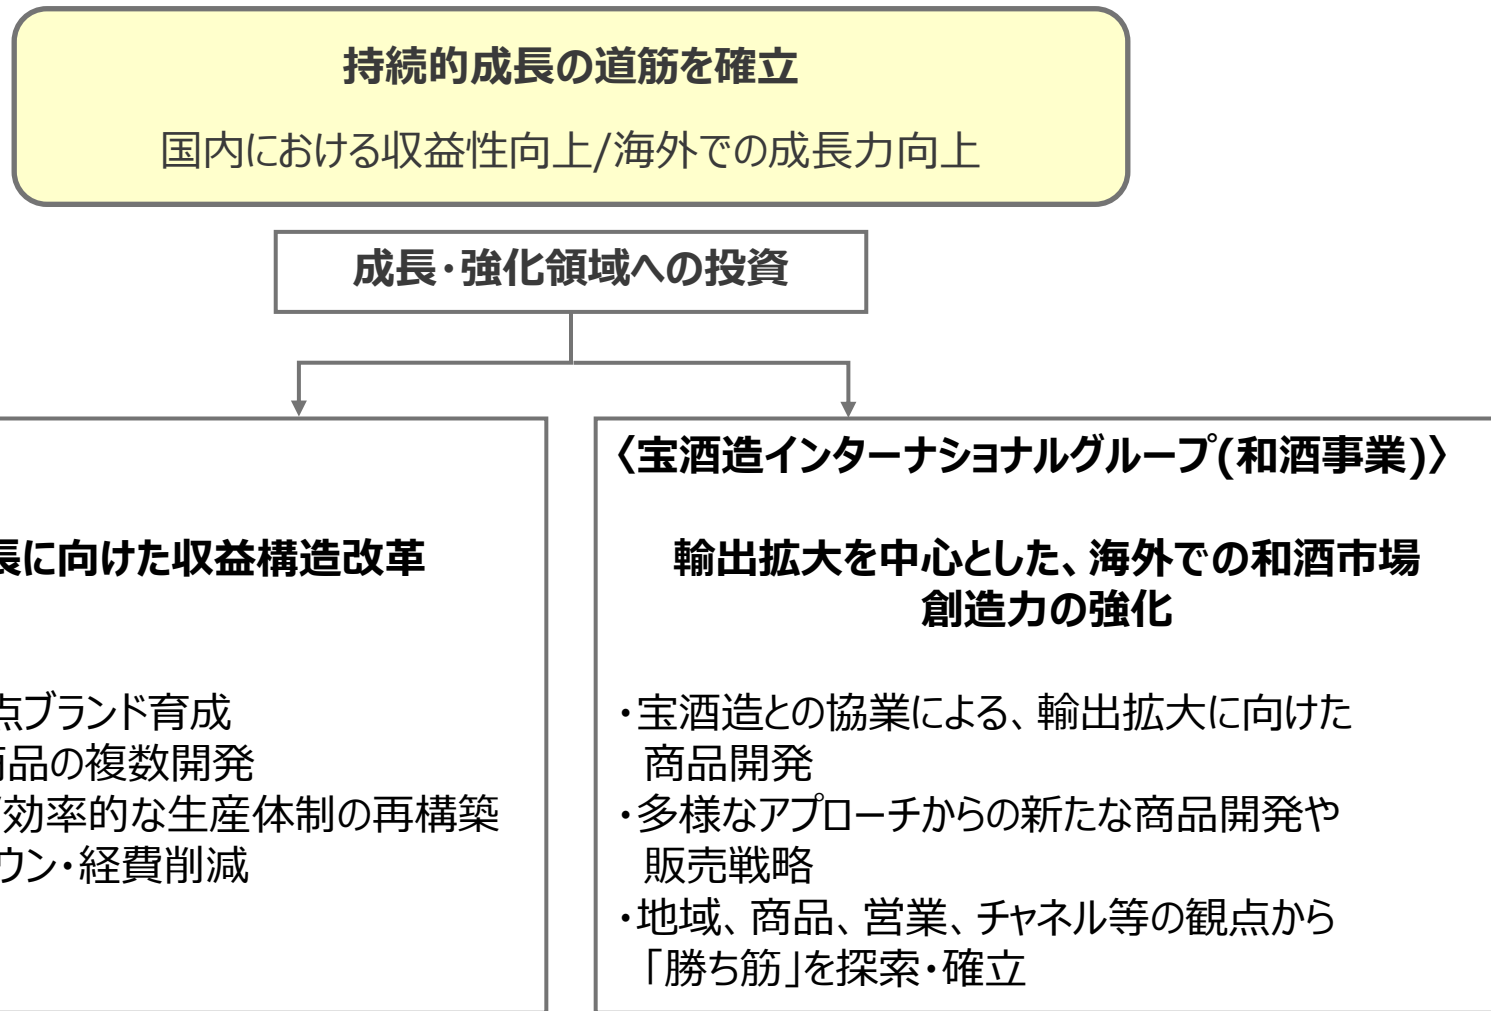 持続的成長の道筋を確立
国内における収益性向上/海外での成長力向上
成長・強化領域への投資
長に向けた収益構造改革
点ブランド育成
商品の複数開発
効率的な生産体制の再構築
ウン・経費削減
〈宝酒造インターナショナルグループ(和酒事業)〉
輸出拡大を中心とした、海外での和酒市場
創造力の強化
・宝酒造との協業による、輸出拡大に向けた
商品開発
・多様なアプローチからの新たな商品開発や
販売戦略
・地域、商品、営業、チャネル等の観点から
「勝ち筋」を探索・確立